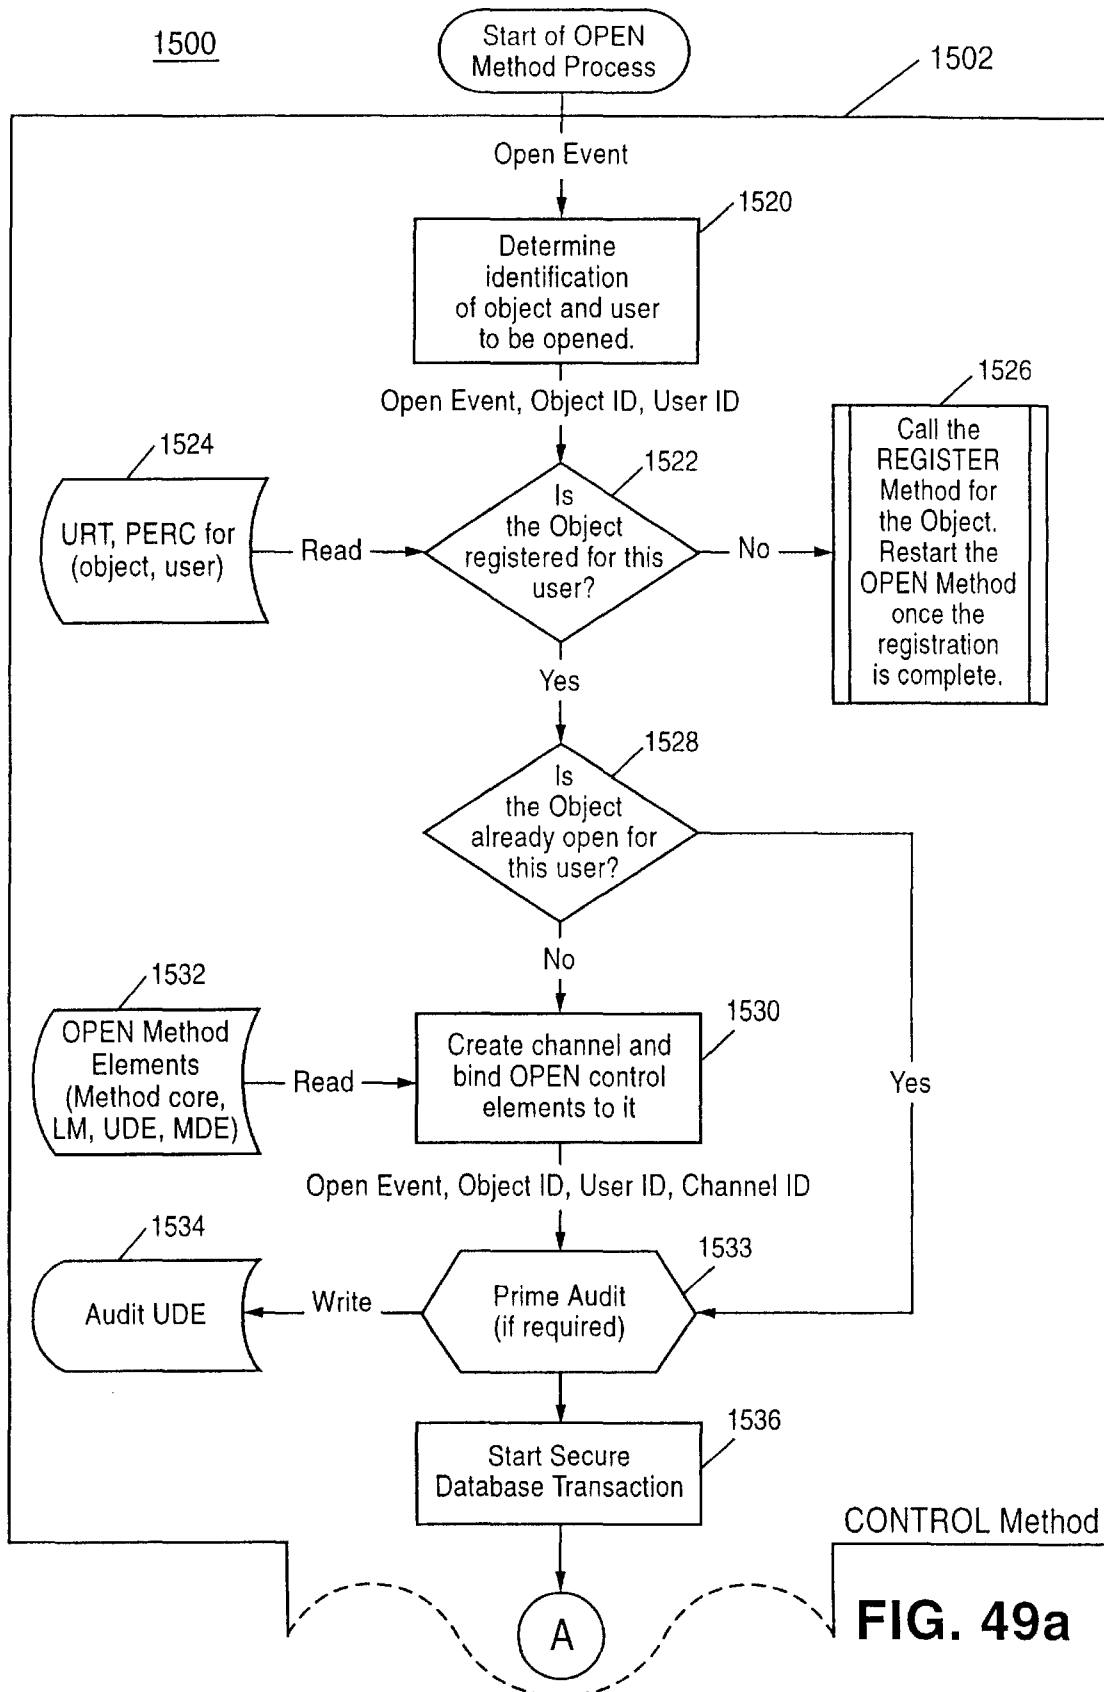 1500
Start of OPEN
Method Process
1502
Open Event
1520
Determine
identification
of object and user
to be opened.
Open Event, Object ID, User ID
1526
Call the
REGISTER
Method for
the Object.
Restart the
OPEN Method
once the
registration
is complete.
1524
URT, PERC for
(object, user)
Read
1522
Is
the Object
registered for this
user?
No
Yes
1528
Is
the Object
already open for
this user?
No
Yes
1532
OPEN Method
Elements
(Method core,
LM, UDE, MDE)
Read
1530
Create channel and
bind OPEN control
elements to it
Open Event, Object ID, User ID, Channel ID
1534
Audit UDE
Write
1533
Prime Audit
(if required)
1536
Start Secure
Database Transaction
CONTROL Method
A
FIG. 49a